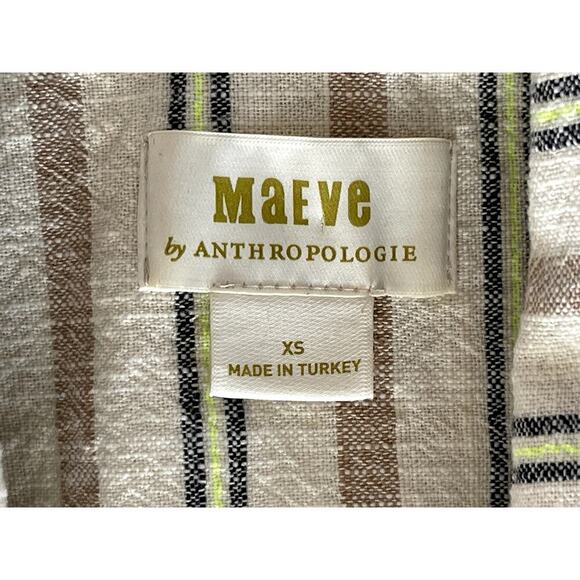 MaEve
by ANTHROPOLOGIE
XS
MADE IN TURKEY